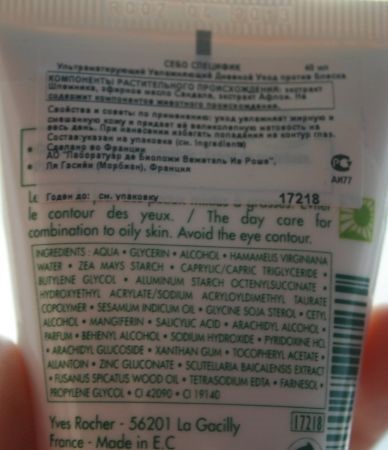 СЕБО СПЕЦИФИК
Ультраматирующий Увлажняющий Дневной Уход против Блеска 40 мл
КОМПОНЕНТЫ РАСТИТЕЛЬНОГО ПРОИСХОЖДЕНИЯ: экстракт
Шлемника, эфирное масло Сандала, экстракт Афлои. На
содержит компонентов животного происхождения.
Свойства и советы по применению: уход увлажняет жирную и
смешанную кожу и придает ей великолепную матовость на
весь день. При нанесении избегать попадания на контур глаз.
Состав:указан на упаковке (см. Ingredients)
Сделано во Франции
АО "Лаборатуар де Биоложи Вежеталь Ив Роше",
Ля Гасийи (Морбиан), Франция
АИ77
Годен до: см. упаковку 17218
le contour des yeux. / The day care for
combination to oily skin. Avoid the eye contour.
INGREDIENTS : AQUA • GLYCERIN • ALCOHOL • HAMAMELIS VIRGINIANA
WATER • ZEA MAYS STARCH • CAPRYLIC/CAPRIC TRIGLYCERIDE •
BUTYLENE GLYCOL • ALUMINUM STARCH OCTENYLSUCCINATE •
HYDROXYETHYL ACRYLATE/SODIUM ACRYLOYLDIMETHYL TAURATE
COPOLYMER • SESAMUM INDICUM OIL • GLYCINE SOJA STEROL • CETYL
ALCOHOL • MANGIFERIN • SALICYLIC ACID • ARACHIDYL ALCOHOL •
PARFUM • BEHENYL ALCOHOL • SODIUM HYDROXIDE • PYRIDOXINE HCL
• ARACHIDYL GLUCOSIDE • XANTHAN GUM • TOCOPHERYL ACETATE •
ALLANTOIN • ZINC GLUCONATE • SCUTELLARIA BAICALENSIS EXTRACT
• FUSANUS SPICATUS WOOD OIL • TETRASODIUM EDTA • FARNESOL •
PROPYLENE GLYCOL • CI 42090 • CI 19140
Yves Rocher - 56201 La Gacilly 17218
France - Made in E.C